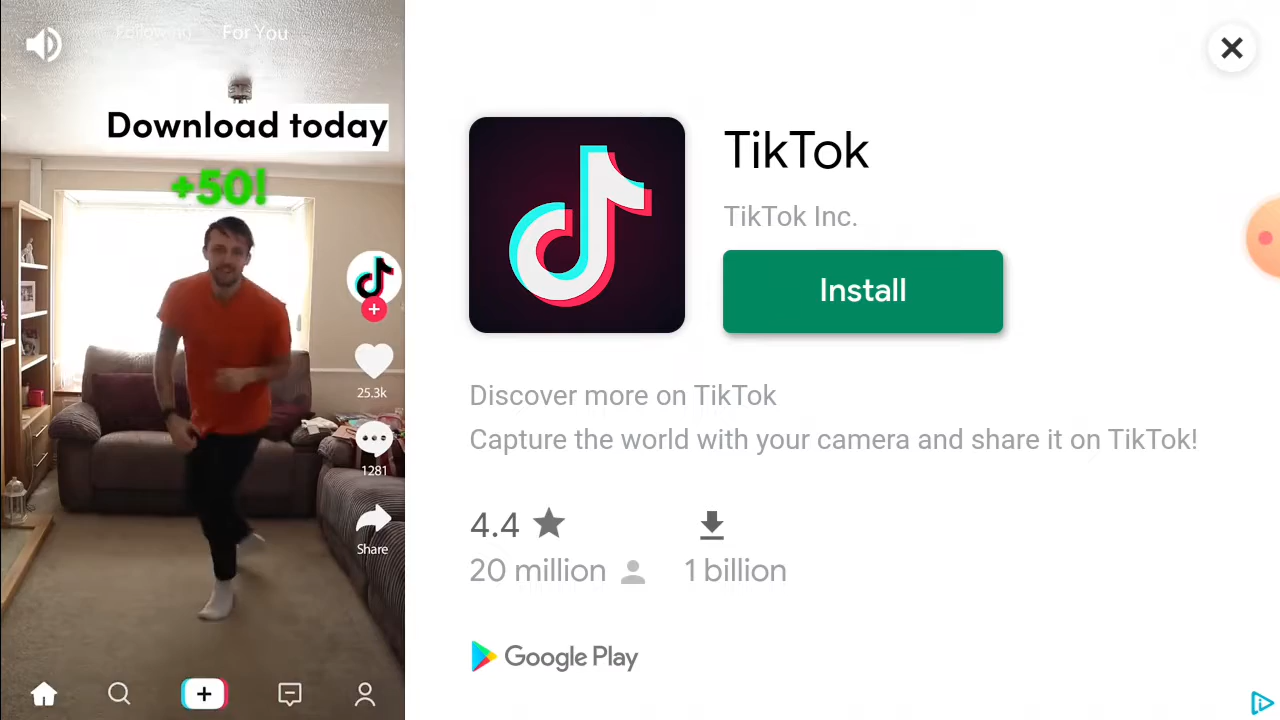 Following For You
Download today
+50!
25.3k
1281
Share
TikTok
TikTok Inc.
Install
Discover more on TikTok
Capture the world with your camera and share it on TikTok!
4.4
20 million
1 billion
Google Play